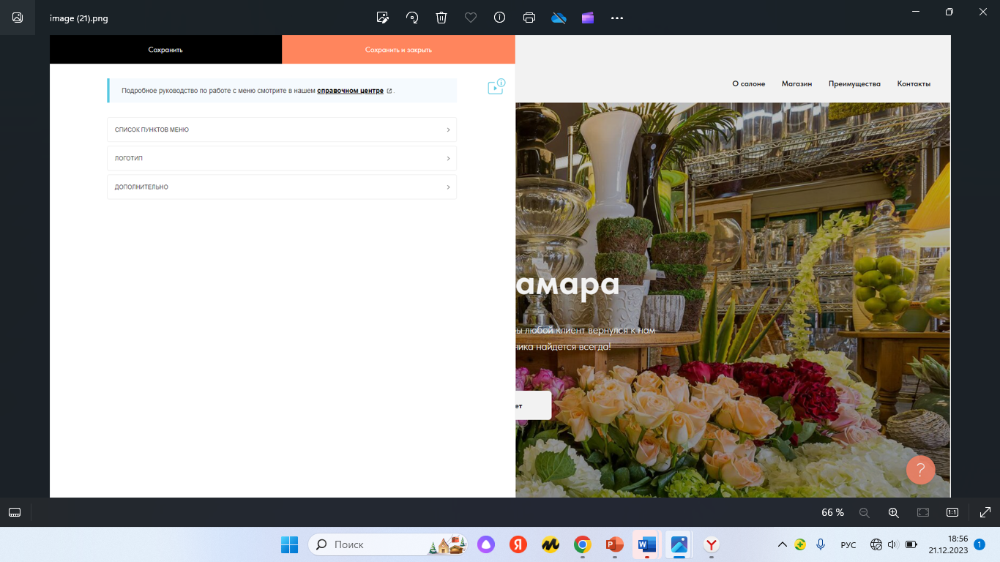 image (21).png
Сохранить
Сохранить и закрыть
Подробное руководство по работе с меню смотрите в нашем справочном центре .
О салоне Магазин Преимущества Контакты
СПИСОК ПУНКТОВ МЕНЮ
ЛОГОТИП
ДОПОЛНИТЕЛЬНО
амара
ы любой клиент вернулся к нам
ника найдется всегда!
ет
?
66 %
1:1
Поиск
Я
РУС
18:56
21.12.2023
1